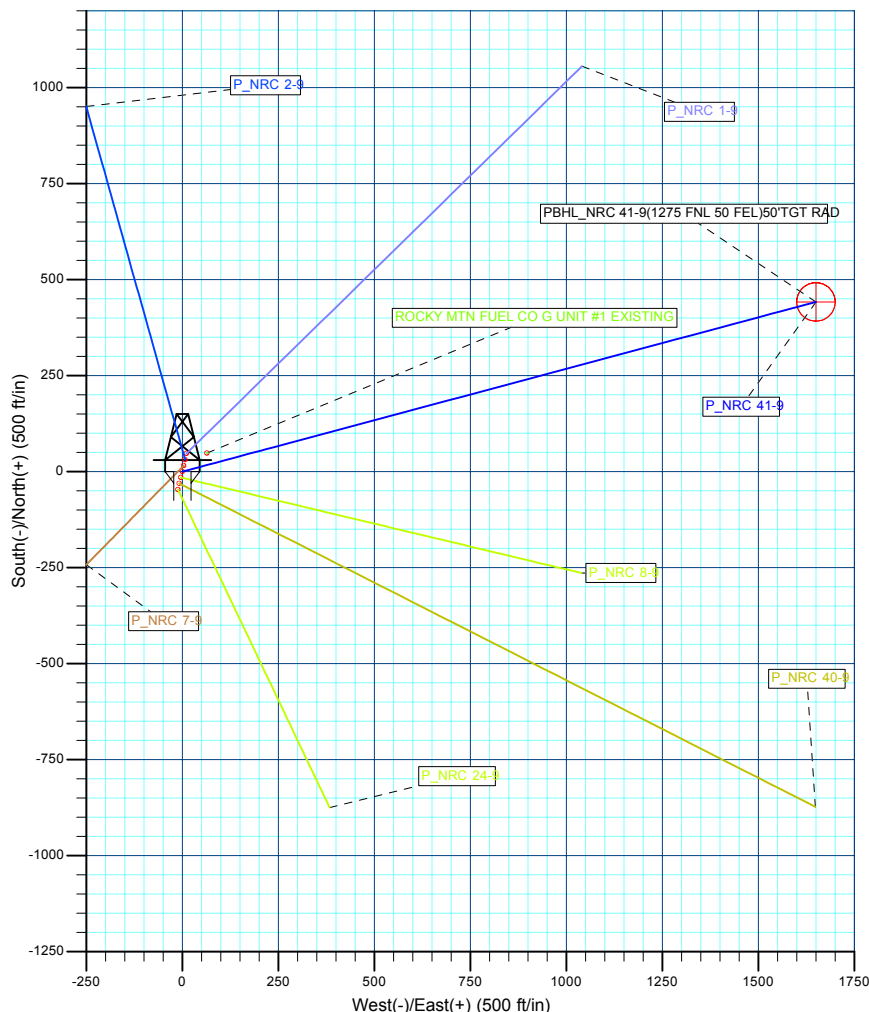 P_NRC 2-9
P_NRC 1-9
PBHL_NRC 41-9(1275 FNL 50 FEL)50'TGT RAD
ROCKY MTN FUEL CO G UNIT #1 EXISTING
P_NRC 41-9
P_NRC 8-9
P_NRC 7-9
P_NRC 40-9
P_NRC 24-9
South(-)/North(+) (500 ft/in)
1000
750
500
250
0
-250
-500
-750
-1000
-1250
-250 0 250 500 750 1000 1250 1500 1750
West(-)/East(+) (500 ft/in)